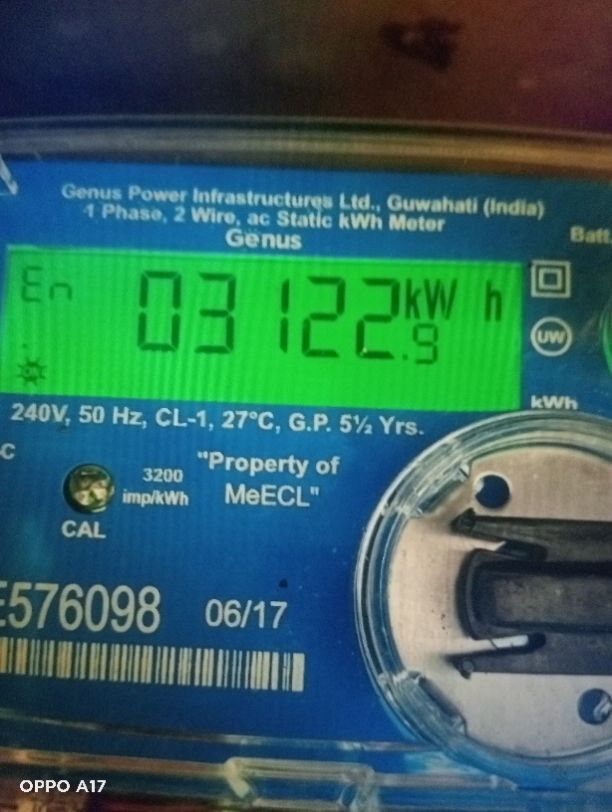 Genus Power Infrastructures Ltd., Guwahati (India)
1 Phase, 2 Wire, ac Static kWh Meter
Genus
Batt.
En 03122.9 kWh
UW
kWh
240V, 50 Hz, CL-1, 27°C, G.P. 5½ Yrs.
C
3200
imp/kWh
CAL
"Property of
MeECL"
E576098 06/17
OPPO A17